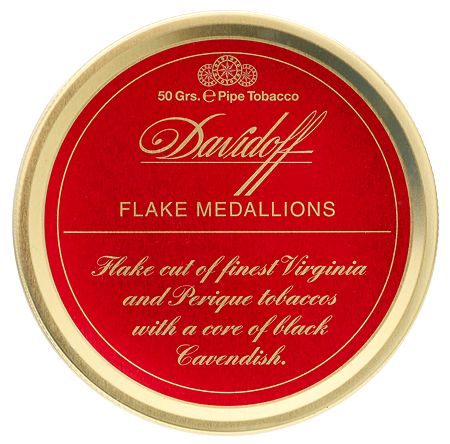 50 Grs. ℮ Pipe Tobacco
Davidoff
FLAKE MEDALLIONS
Flake cut of finest Virginia
and Perique tobaccos
with a core of black
Cavendish.